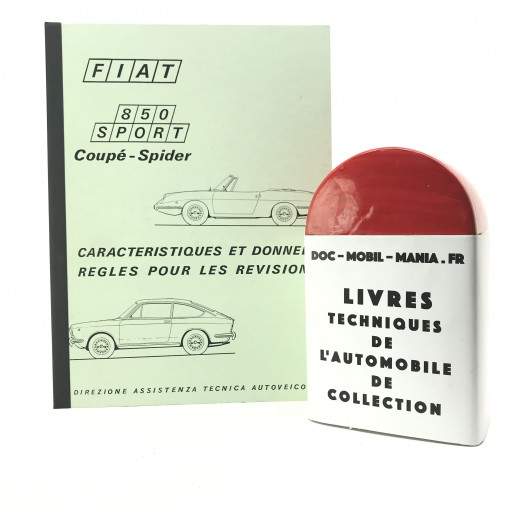 FIAT
850
SPORT
Coupé - Spider
CARACTERISTIQUES ET DONNE
REGLES POUR LES REVISION
DIREZIONE ASSISTENZA TECNICA AUTOVEICO
DOC - MOBIL - MANIA . FR
LIVRES
TECHNIQUES
DE
L'AUTOMOBILE
DE
COLLECTION